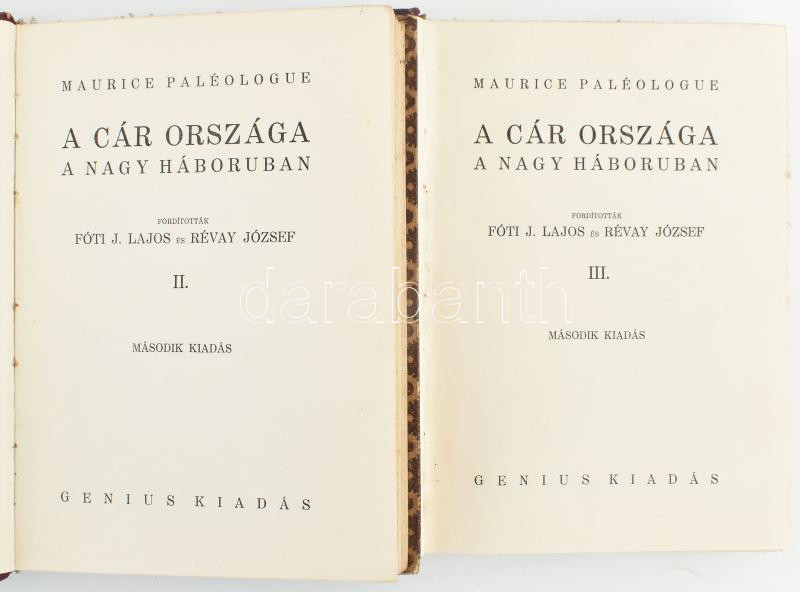 MAURICE PALÉOLOGUE
A CÁR ORSZÁGA
A NAGY HÁBORUBAN
FORDÍTOTTÁK
FÓTI J. LAJOS ÉS RÉVAY JÓZSEF
II.
MÁSODIK KIADÁS
GENIUS KIADÁS
MAURICE PALÉOLOGUE
A CÁR ORSZÁGA
A NAGY HÁBORUBAN
FORDÍTOTTÁK
FÓTI J. LAJOS ÉS RÉVAY JÓZSEF
III.
MÁSODIK KIADÁS
GENIUS KIADÁS
darabanth